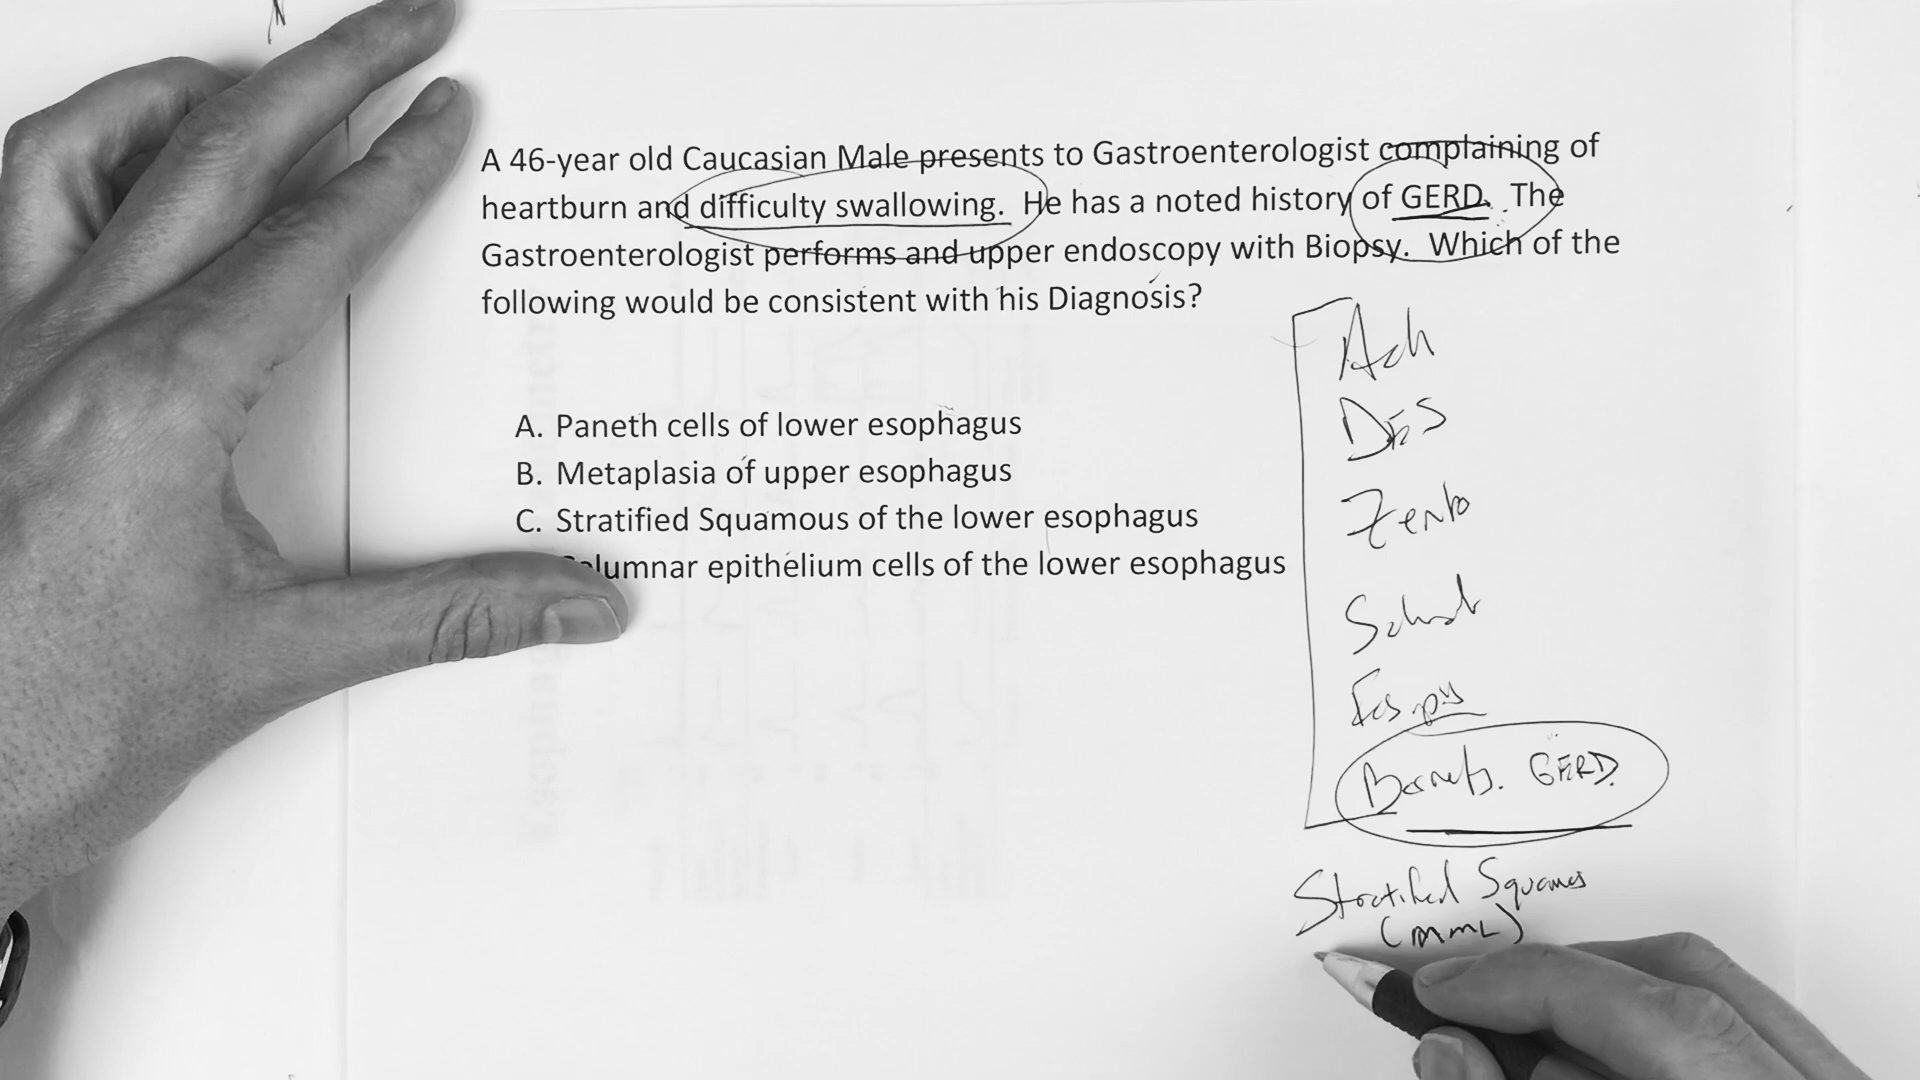 A 46-year old Caucasian Male presents to Gastroenterologist complaining of
heartburn and difficulty swallowing. He has a noted history of GERD. The
Gastroenterologist performs and upper endoscopy with Biopsy. Which of the
following would be consistent with his Diagnosis?
A. Paneth cells of lower esophagus
B. Metaplasia of upper esophagus
C. Stratified Squamous of the lower esophagus
lumnar epithelium cells of the lower esophagus
Ach
DES
Zenk
GERD.
Stratified Squamous
(MML)